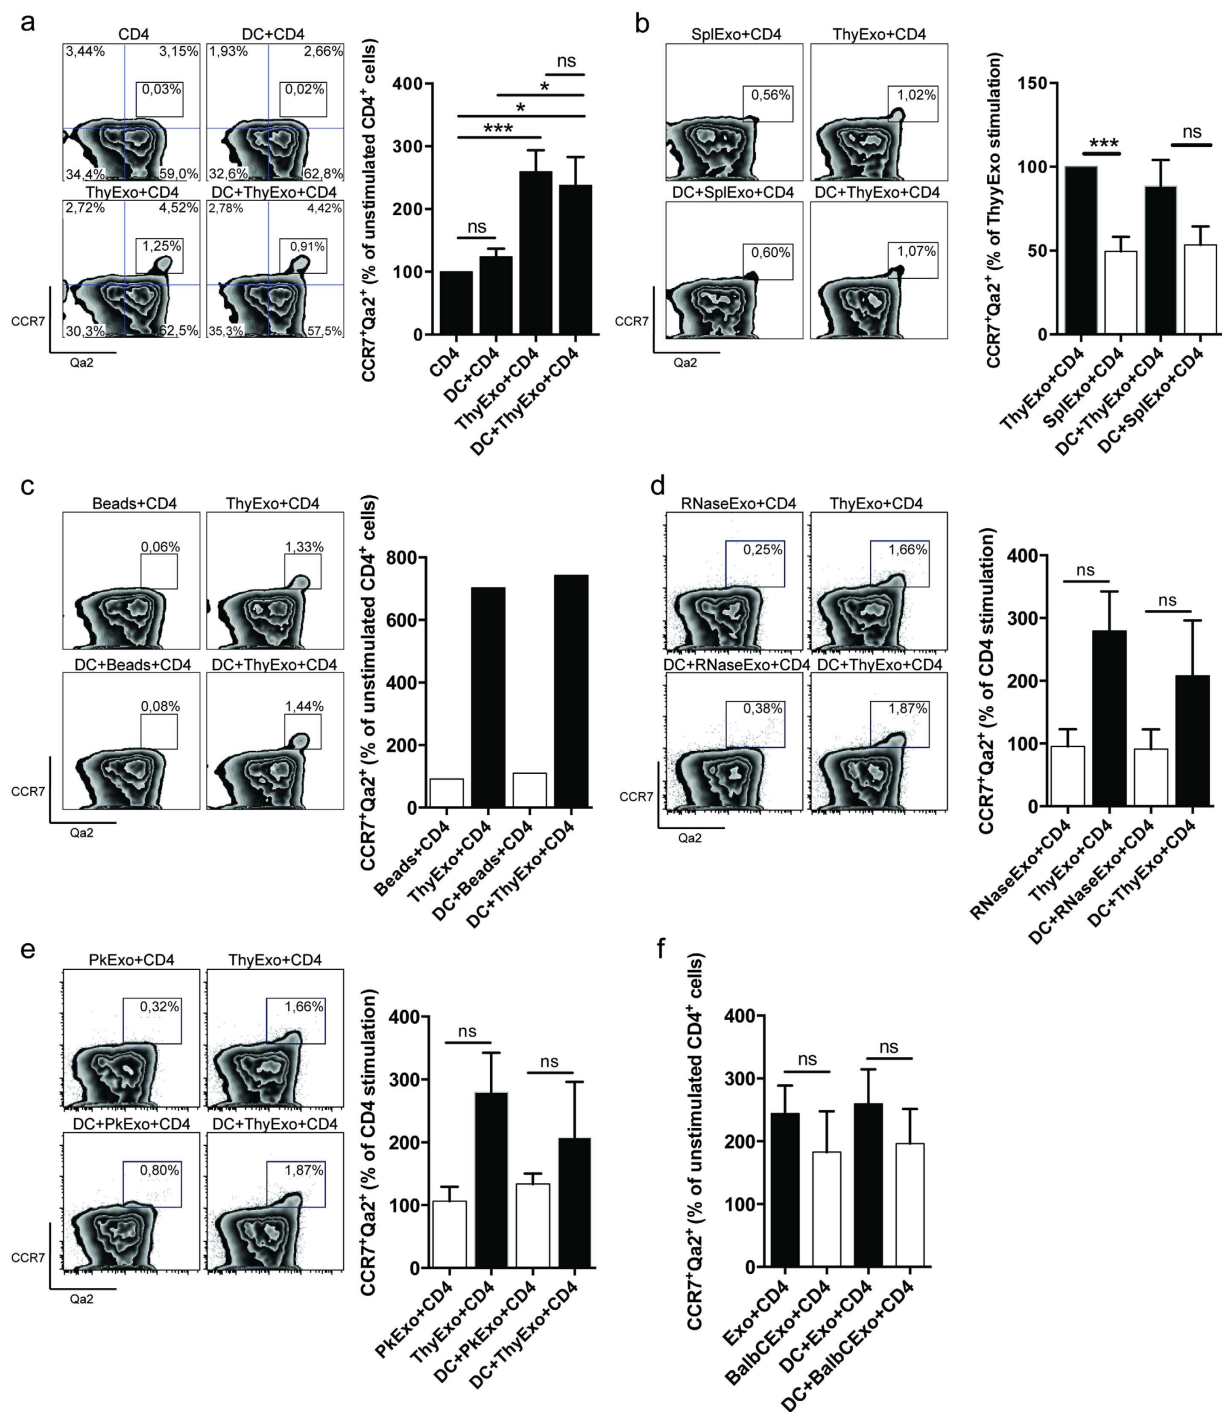 a
CD4
DC+CD4
3,44%
3,15%
1,93%
2,66%
0,03%
0,02%
34,4%
59,0%
32,6%
62,8%
ThyExo+CD4
DC+ThyExo+CD4
2,72%
4,52%
2,78%
4,42%
1,25%
0,91%
30,3%
62,5%
35,3%
57,5%
CCR7
Qa2
CCR7⁺Qa2⁺ (% of unstimulated CD4⁺ cells)
400
300
200
100
0
ns
*
*
***
ns
CD4
DC+CD4
ThyExo+CD4
DC+ThyExo+CD4
b
SplExo+CD4
ThyExo+CD4
0,56%
1,02%
DC+SplExo+CD4
DC+ThyExo+CD4
0,60%
1,07%
CCR7
Qa2
CCR7⁺Qa2⁺ (% of ThyyExo stimulation)
150
100
50
0
***
ns
ThyExo+CD4
SplExo+CD4
DC+ThyExo+CD4
DC+SplExo+CD4
c
Beads+CD4
ThyExo+CD4
0,06%
1,33%
DC+Beads+CD4
DC+ThyExo+CD4
0,08%
1,44%
CCR7
Qa2
CCR7⁺Qa2⁺ (% of unstimulated CD4⁺ cells)
800
600
400
200
0
Beads+CD4
ThyExo+CD4
DC+Beads+CD4
DC+ThyExo+CD4
d
RNaseExo+CD4
ThyExo+CD4
0,25%
1,66%
DC+RNaseExo+CD4
DC+ThyExo+CD4
0,38%
1,87%
CCR7
Qa2
CCR7⁺Qa2⁺ (% of CD4 stimulation)
400
300
200
100
0
ns
ns
RNaseExo+CD4
ThyExo+CD4
DC+RNaseExo+CD4
DC+ThyExo+CD4
e
PkExo+CD4
ThyExo+CD4
0,32%
1,66%
DC+PkExo+CD4
DC+ThyExo+CD4
0,80%
1,87%
CCR7
Qa2
CCR7⁺Qa2⁺ (% of CD4 stimulation)
400
300
200
100
0
ns
ns
PkExo+CD4
ThyExo+CD4
DC+PkExo+CD4
DC+ThyExo+CD4
f
CCR7⁺Qa2⁺ (% of unstimulated CD4⁺ cells)
400
300
200
100
0
ns
ns
Exo+CD4
BalbCExo+CD4
DC+Exo+CD4
DC+BalbCExo+CD4